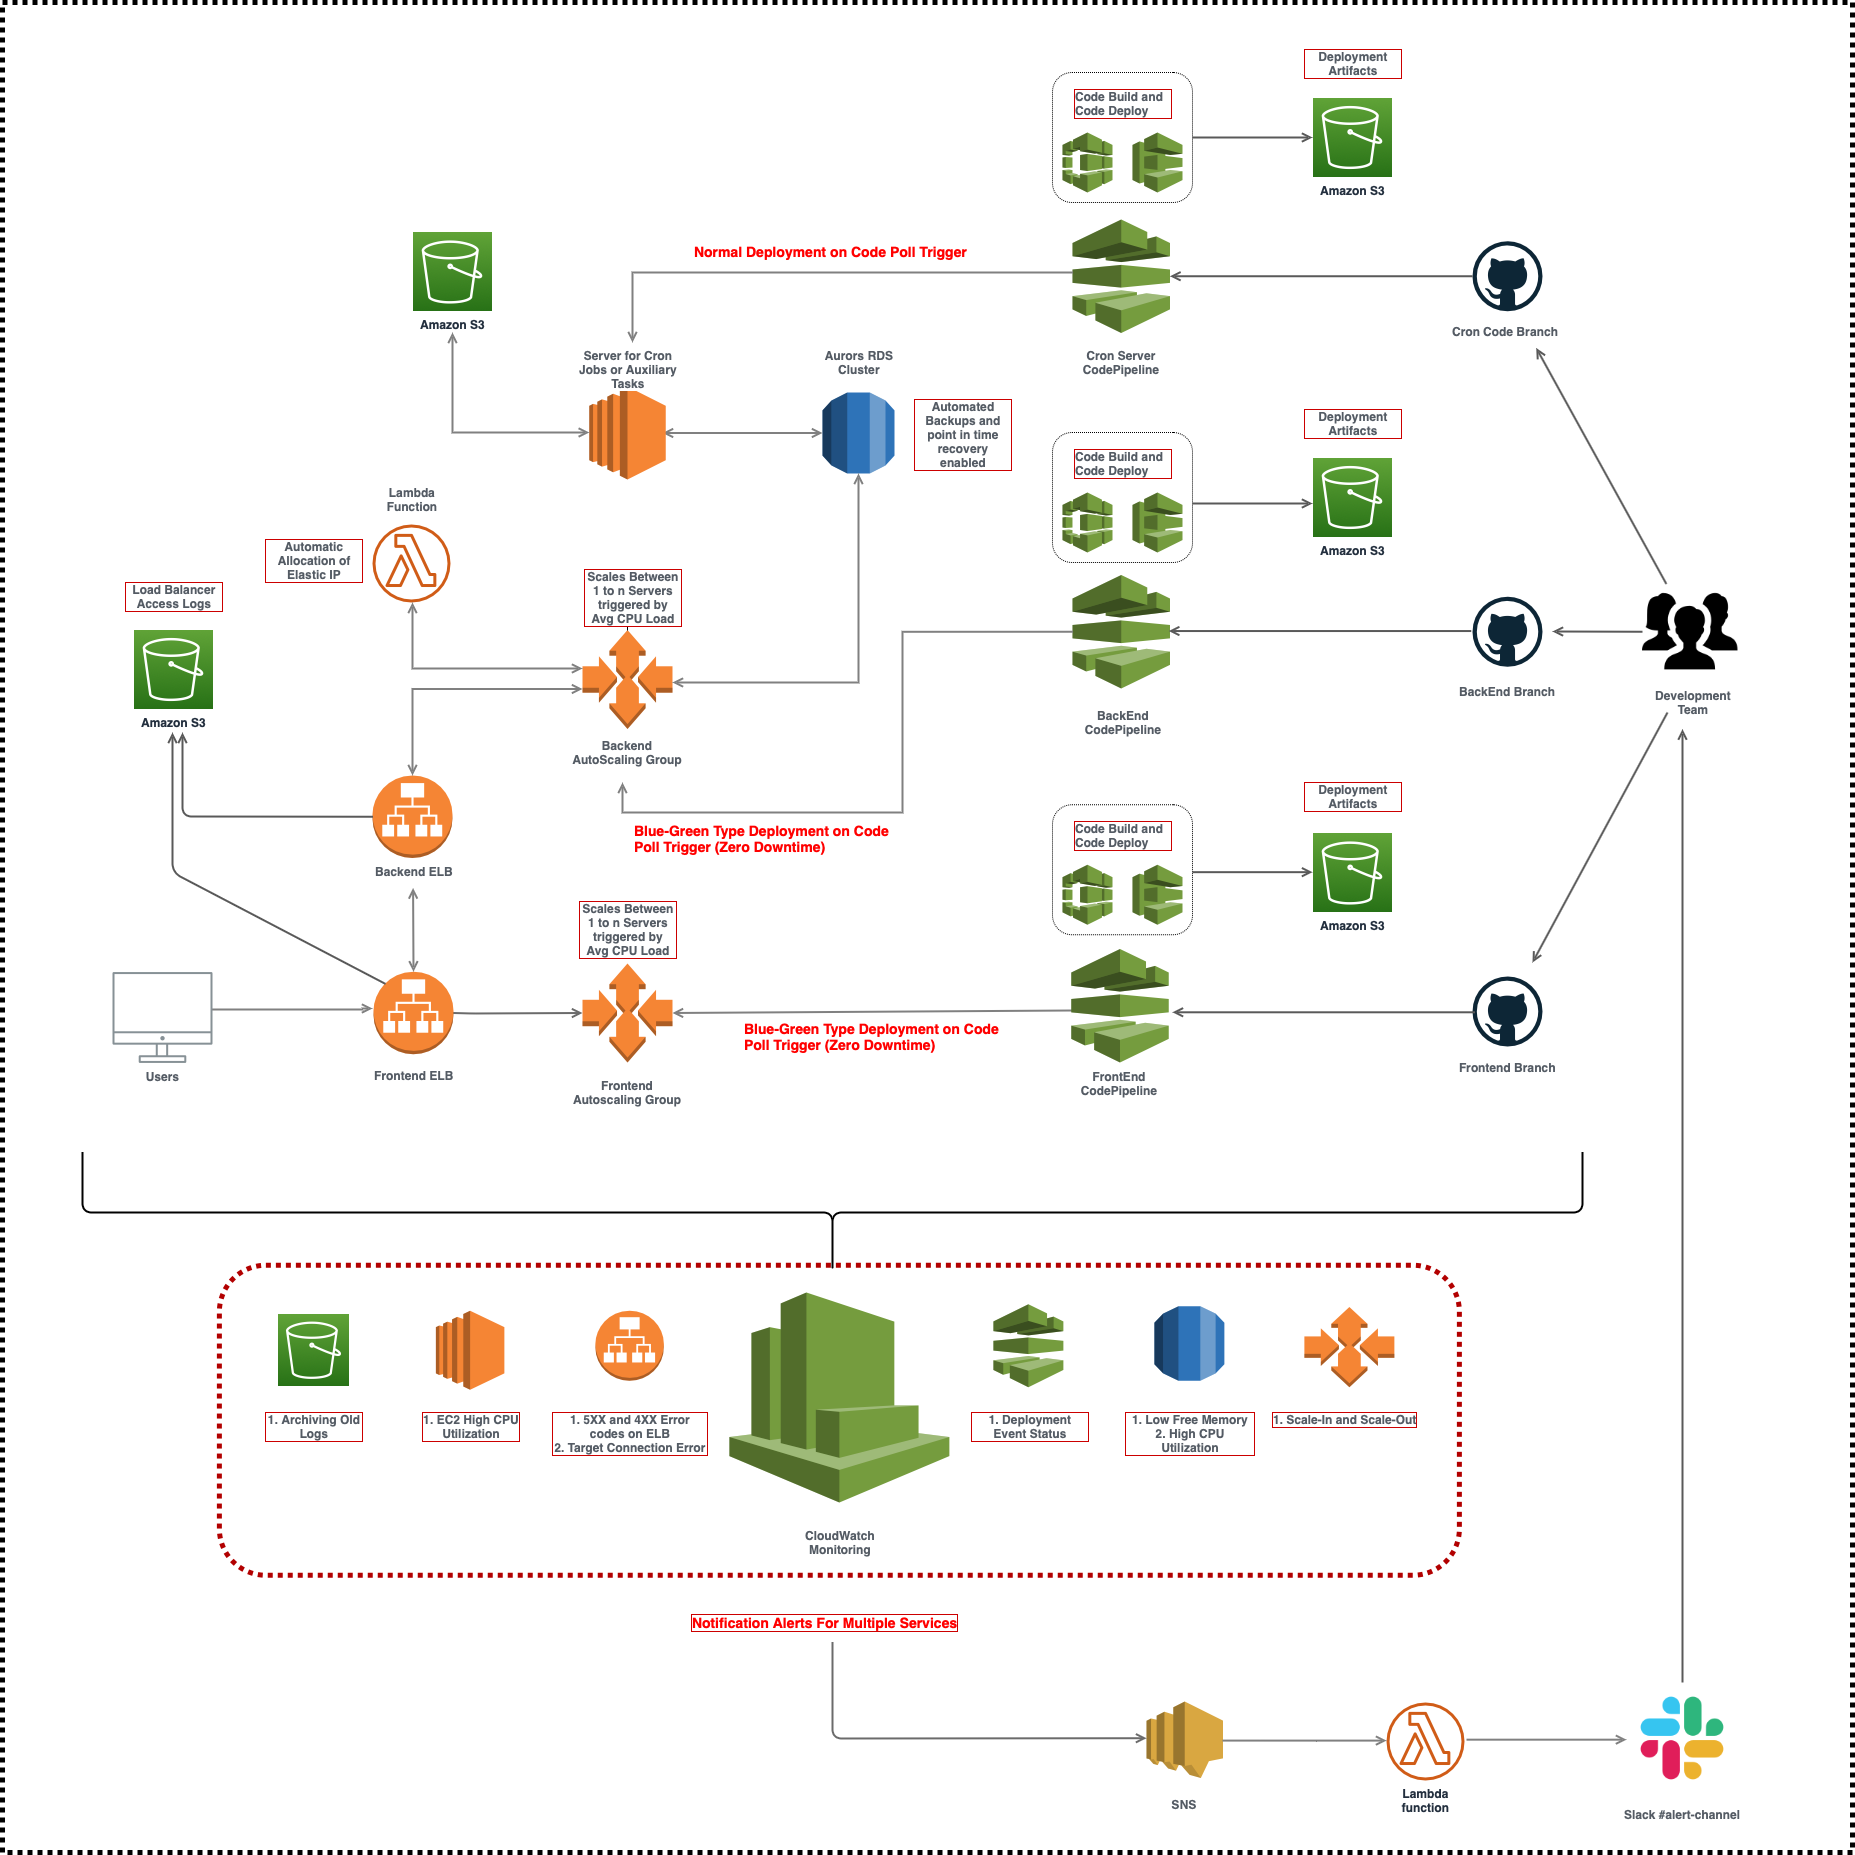 Deployment
Artifacts
Code Build and
Code Deploy
Amazon S3
Normal Deployment on Code Poll Trigger
Amazon S3
Cron Code Branch
Server for Cron
Jobs or Auxiliary
Tasks
Aurors RDS
Cluster
Cron Server
CodePipeline
Automated
Backups and
point in time
recovery
enabled
Deployment
Artifacts
Code Build and
Code Deploy
Amazon S3
Lambda
Function
Automatic
Allocation of
Elastic IP
Load Balancer
Access Logs
Scales Between
1 to n Servers
triggered by
Avg CPU Load
Amazon S3
BackEnd Branch
Development
Team
BackEnd
CodePipeline
Backend
AutoScaling Group
Deployment
Artifacts
Blue-Green Type Deployment on Code
Poll Trigger (Zero Downtime)
Code Build and
Code Deploy
Backend ELB
Amazon S3
Scales Between
1 to n Servers
triggered by
Avg CPU Load
Blue-Green Type Deployment on Code
Poll Trigger (Zero Downtime)
Users
Frontend ELB
Frontend
Autoscaling Group
FrontEnd
CodePipeline
Frontend Branch
1. Archiving Old
Logs
1. EC2 High CPU
Utilization
1. 5XX and 4XX Error
codes on ELB
2. Target Connection Error
1. Deployment
Event Status
1. Low Free Memory
2. High CPU
Utilization
1. Scale-In and Scale-Out
CloudWatch
Monitoring
Notification Alerts For Multiple Services
SNS
Lambda
function
Slack #alert-channel